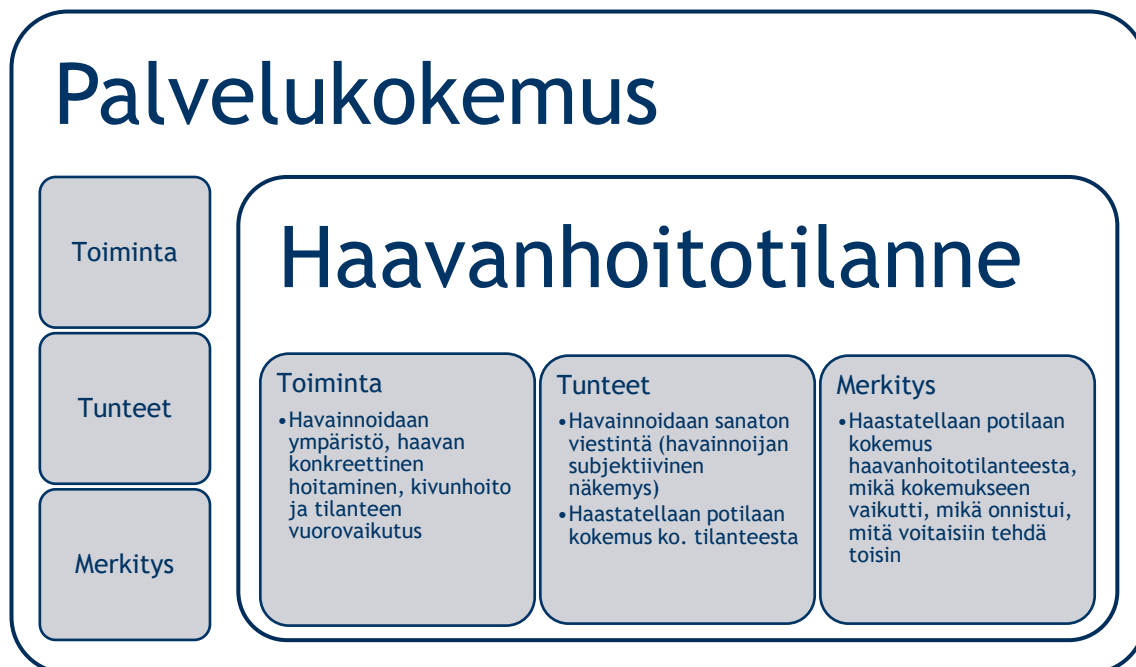 Palvelukokemus
Toiminta
Tunteet
Merkitys
Haavanhoitotilanne
Toiminta
•Havainnoidaan
ympäristö, haavan
konkreettinen
hoitaminen, kivunhoito
ja tilanteen
vuorovaikutus
Tunteet
•Havainnoidaan sanaton
viestintä (havainnoijan
subjektiivinen
näkemys)
•Haastatellaan potilaan
kokemus ko. tilanteesta
Merkitys
•Haastatellaan potilaan
kokemus
haavanhoitotilanteesta,
mikä kokemukseen
vaikutti, mikä onnistui,
mitä voitaisiin tehdä
toisin